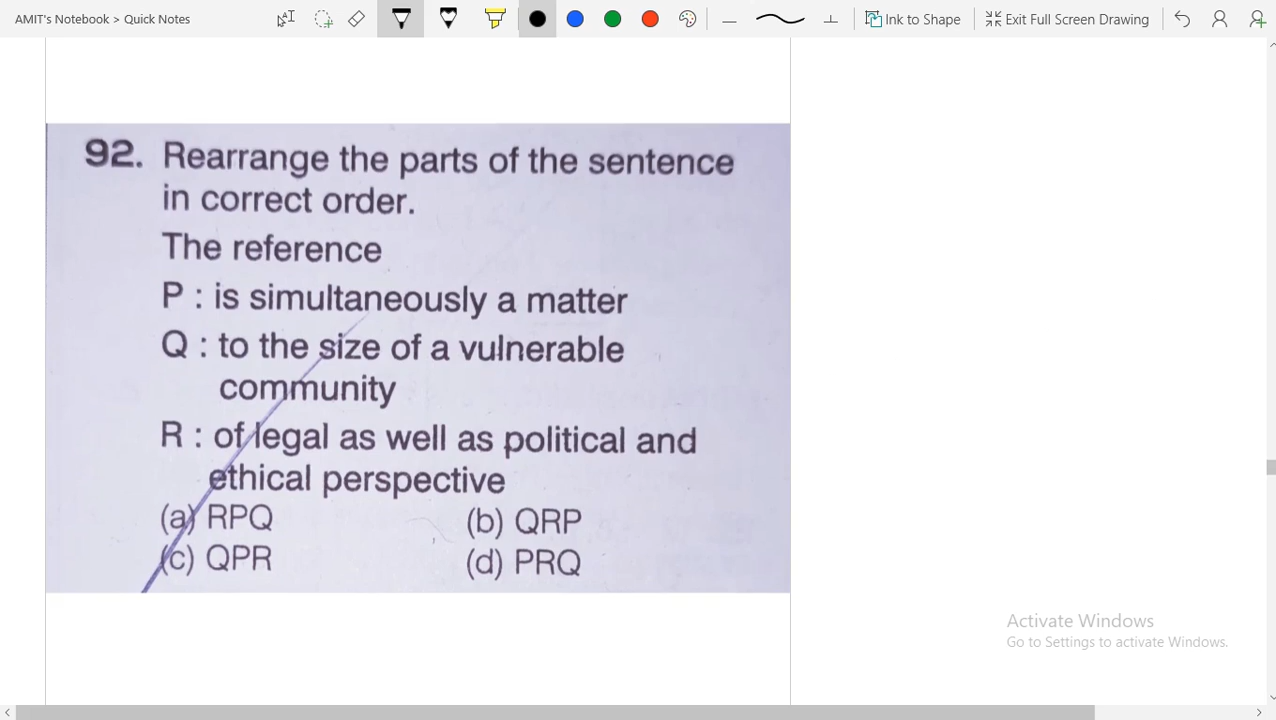 AMIT's Notebook > Quick Notes
Ink to Shape
Exit Full Screen Drawing
92. Rearrange the parts of the sentence
in correct order.
The reference
P : is simultaneously a matter
Q : to the size of a vulnerable
community
R : of legal as well as political and
ethical perspective
(a) RPQ (b) QRP
(c) QPR (d) PRQ
Activate Windows
Go to Settings to activate Windows.